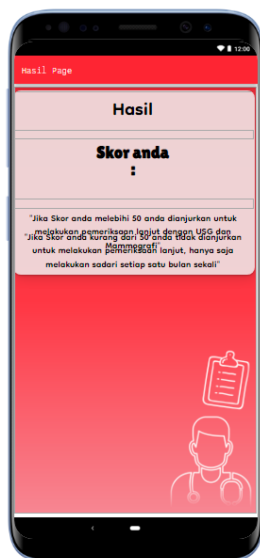 12:00
Hasil Page
Hasil
Skor anda
:
"Jika Skor anda melebihi 50 anda dianjurkan untuk
melakukan pemeriksaan lanjut dengan USG dan
Mammografi"
"Jika Skor anda kurang dari 50 anda tidak dianjurkan
untuk melakukan pemeriksaan lanjut, hanya saja
melakukan sadari setiap satu bulan sekali"